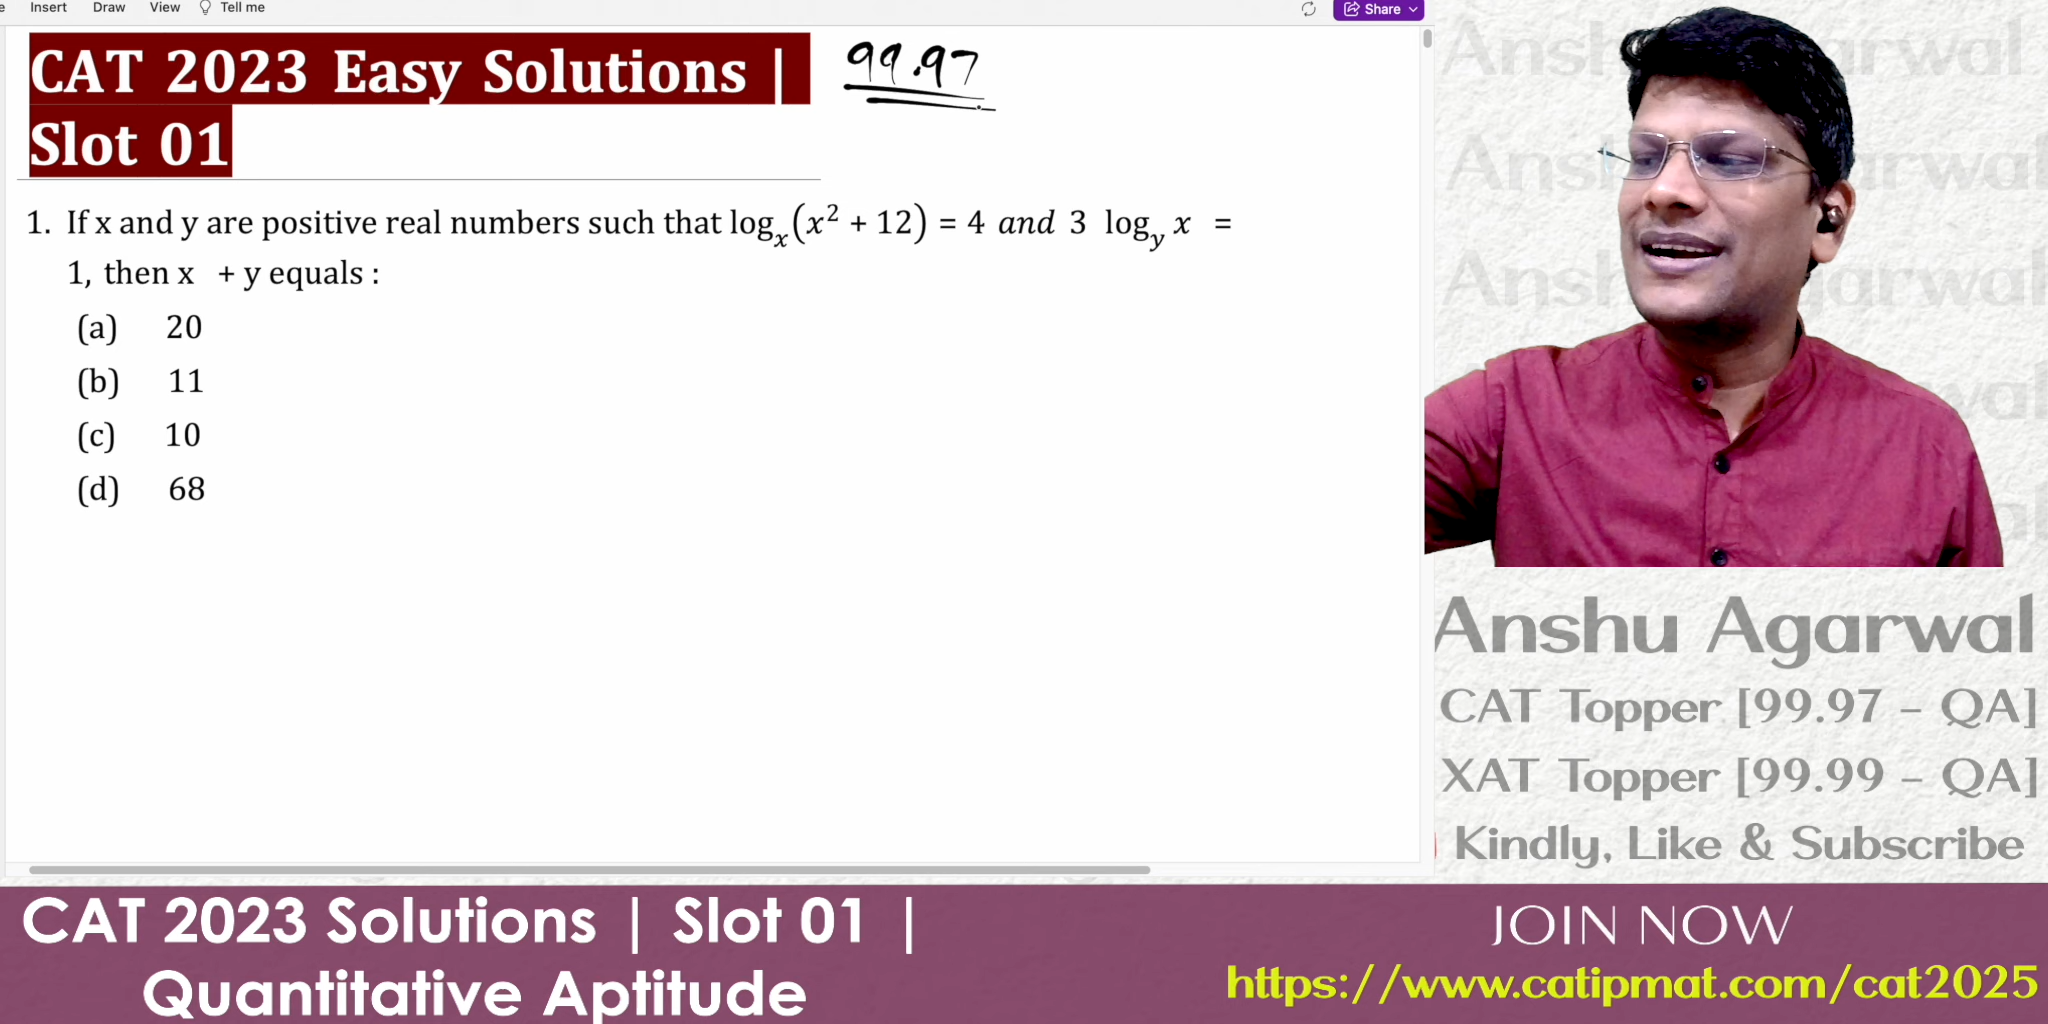 Insert Draw View Tell me
Share
CAT 2023 Easy Solutions |
Slot 01
99.97
1. If x and y are positive real numbers such that logₓ(x² + 12) = 4 and 3 log_y x =
1, then x + y equals :
(a) 20
(b) 11
(c) 10
(d) 68
Anshu Agarwal
CAT Topper [99.97 - QA]
XAT Topper [99.99 - QA]
Kindly, Like & Subscribe
CAT 2023 Solutions | Slot 01 |
Quantitative Aptitude
JOIN NOW
https://www.catipmat.com/cat2025